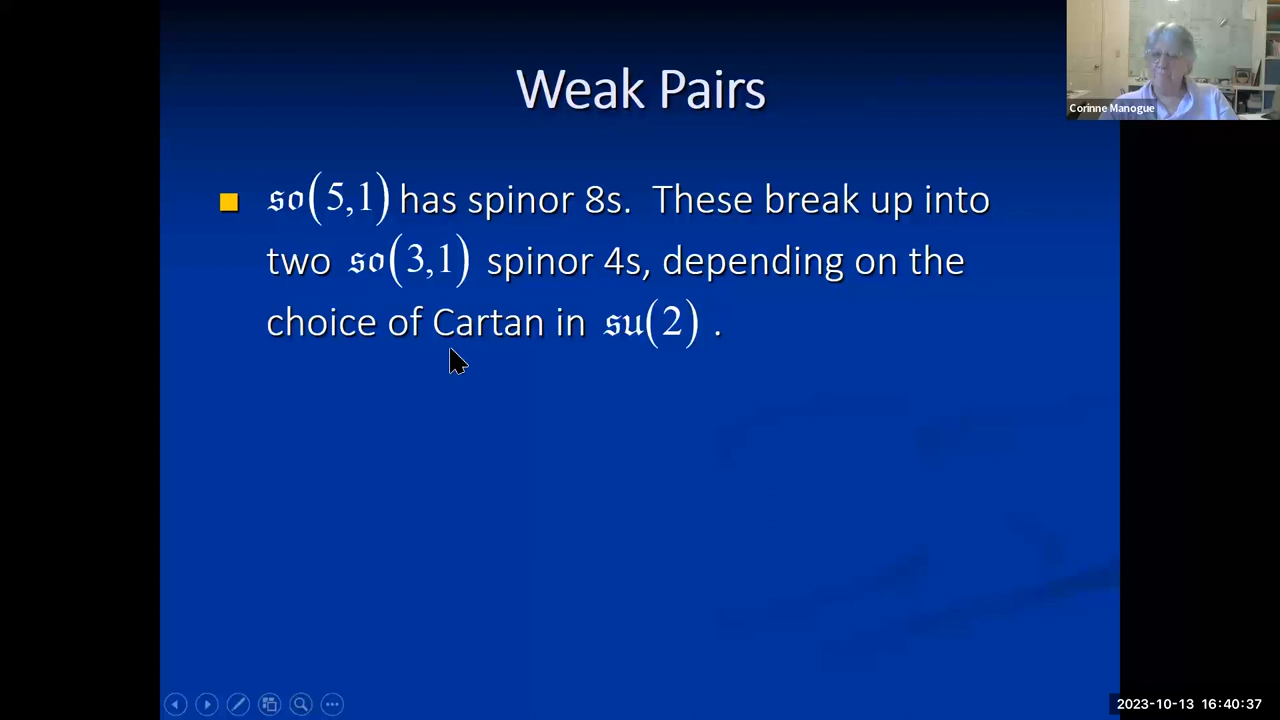 Weak Pairs
Corinne Manogue
𝔰𝔬(5,1) has spinor 8s. These break up into
two 𝔰𝔬(3,1) spinor 4s, depending on the
choice of Cartan in 𝔰𝔲(2) .
2023-10-13 16:40:37